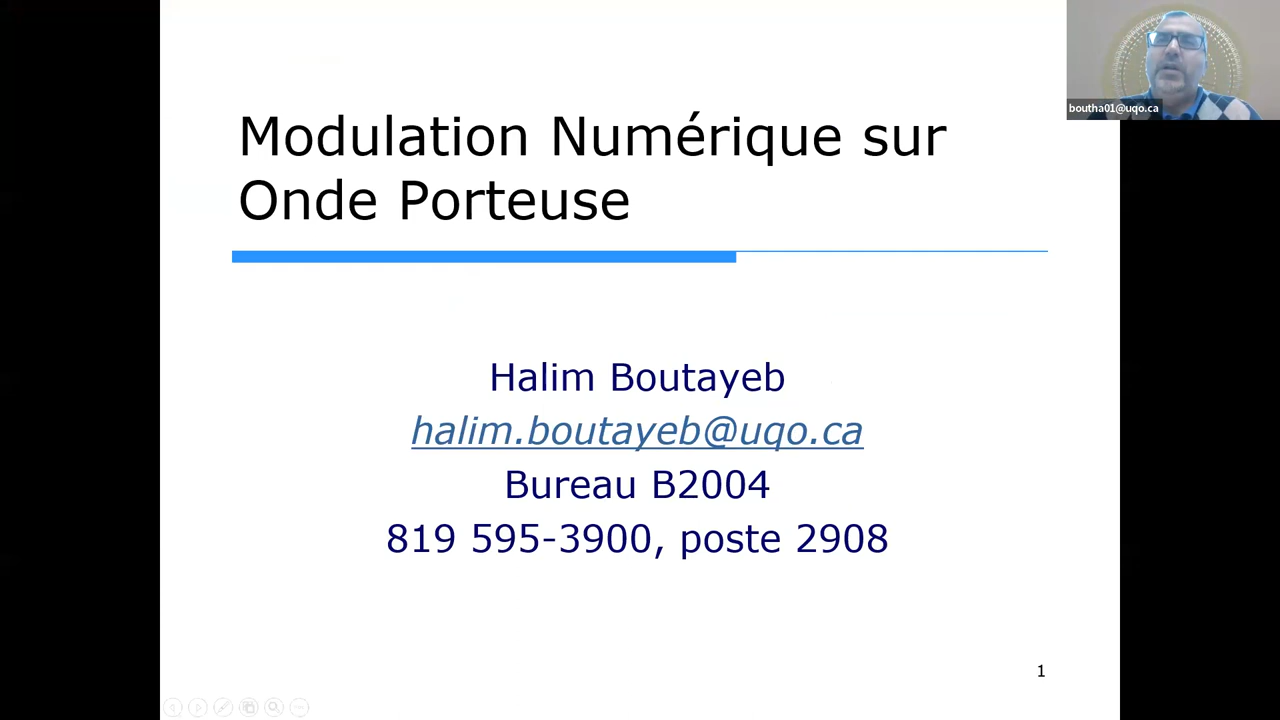 boutha01@uqo.ca
Modulation Numérique sur
Onde Porteuse
Halim Boutayeb
halim.boutayeb@uqo.ca
Bureau B2004
819 595-3900, poste 2908
1